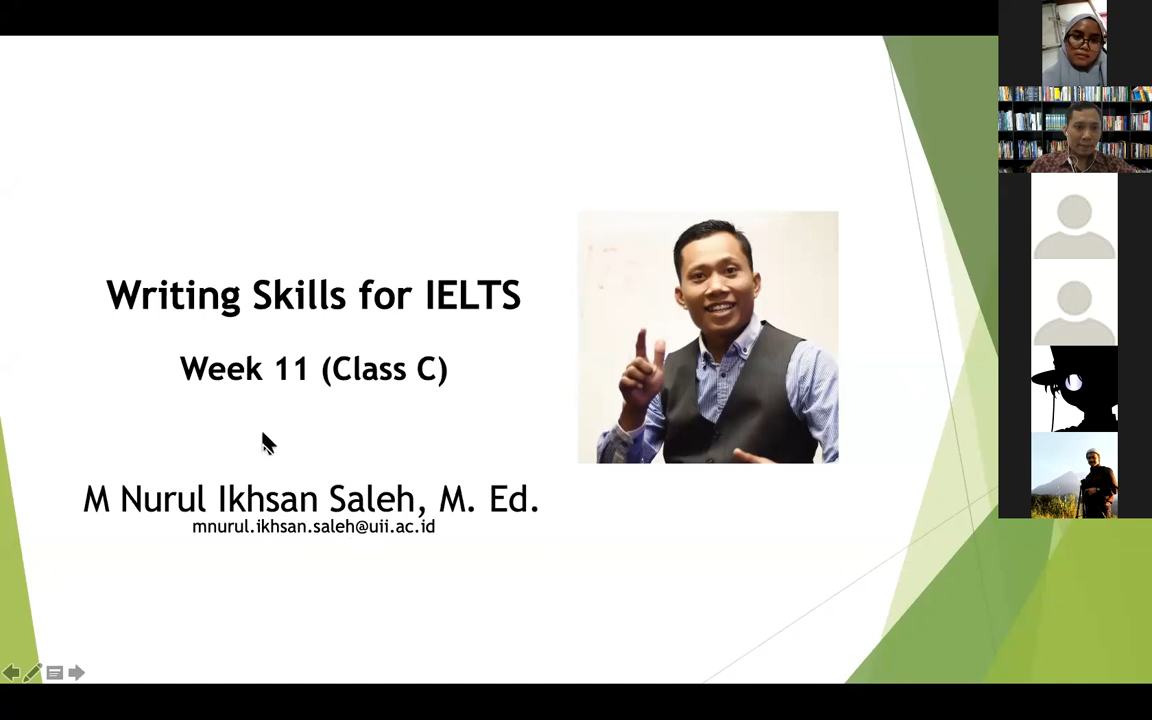 Writing Skills for IELTS
Week 11 (Class C)
M Nurul Ikhsan Saleh, M. Ed.
mnurul.ikhsan.saleh@uii.ac.id